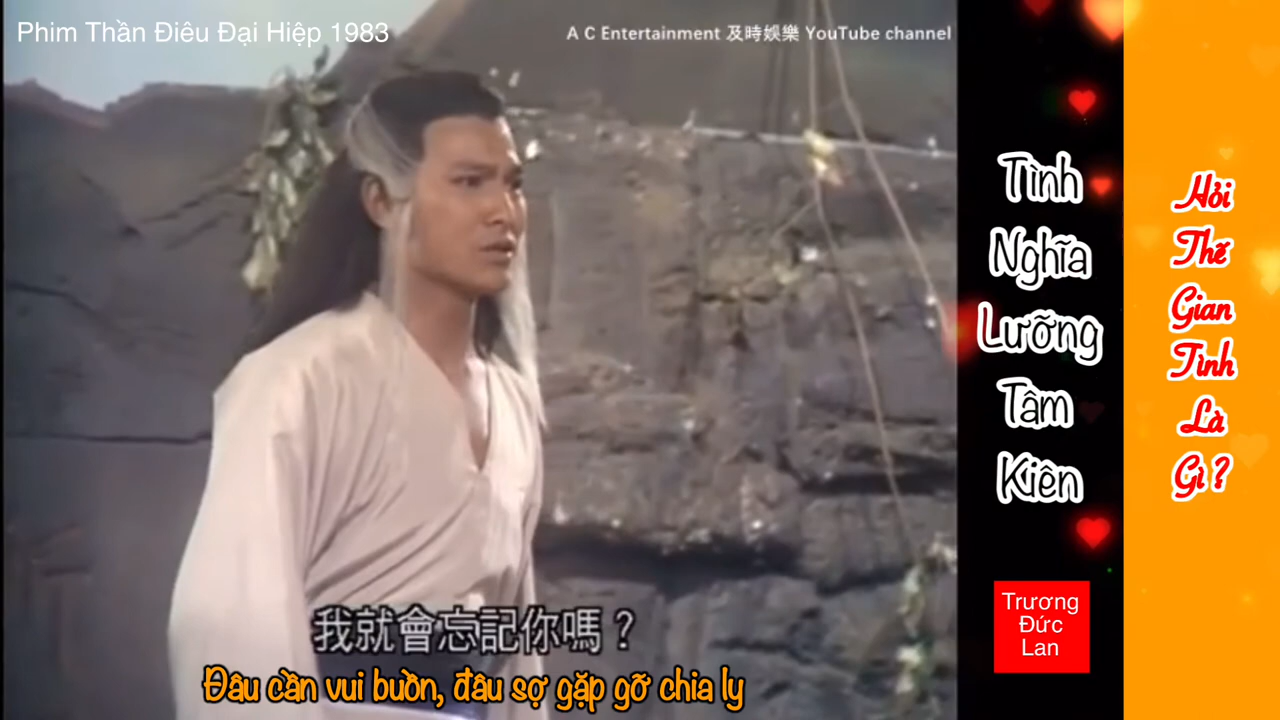 Phim Thần Điêu Đại Hiệp 1983
A C Entertainment 及時娛樂 YouTube channel
我就會忘記你嗎？
Đâu cần vui buồn, đâu sợ gặp gỡ chia ly
Tình
Nghĩa
Lưỡng
Tâm
Kiên
Trương
Đức
Lan
Hỏi
Thế
Gian
Tình
Là
Gì ?